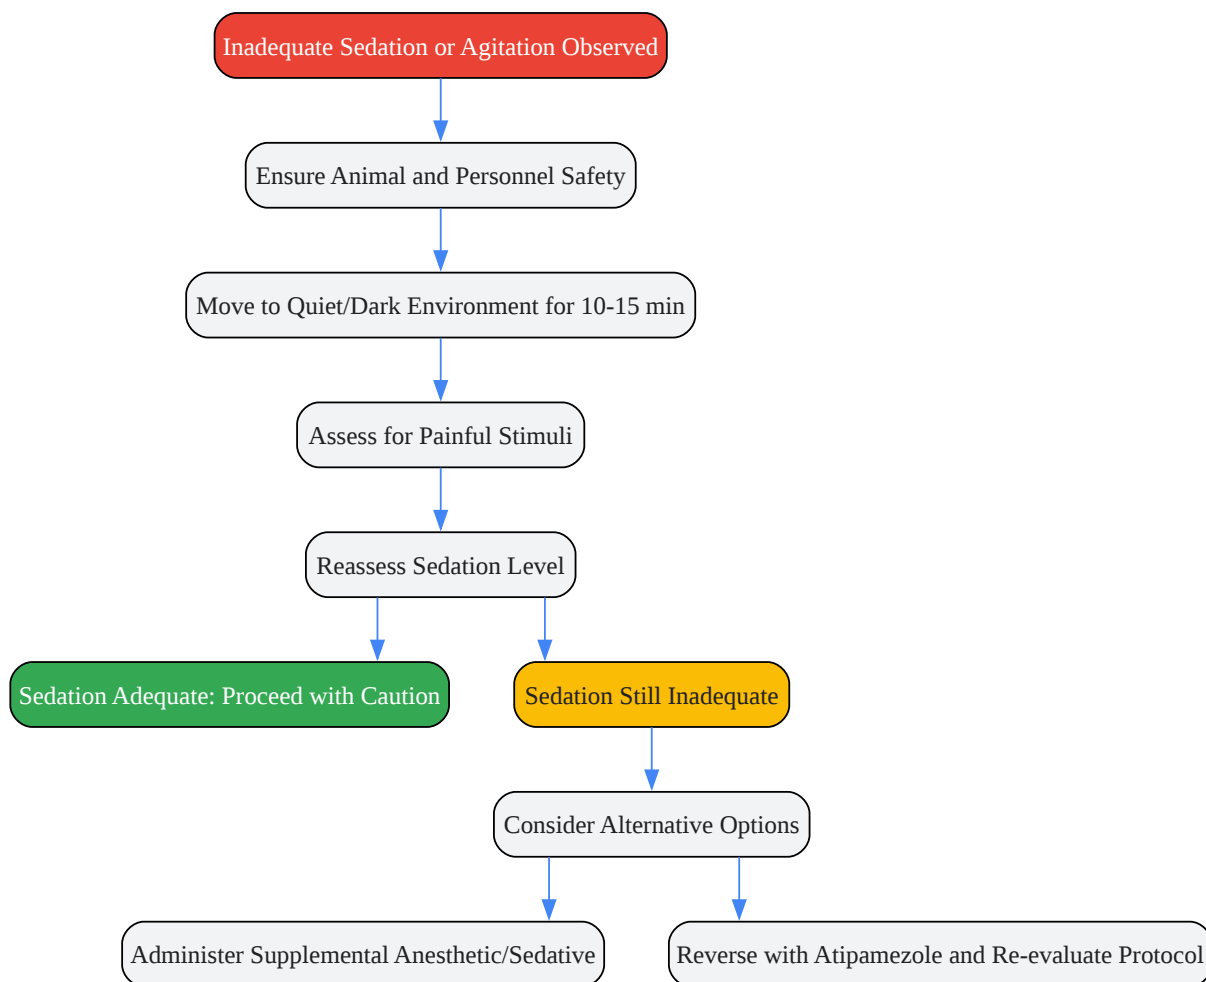 Inadequate Sedation or Agitation Observed
Ensure Animal and Personnel Safety
Move to Quiet/Dark Environment for 10-15 min
Assess for Painful Stimuli
Reassess Sedation Level
Sedation Adequate: Proceed with Caution
Sedation Still Inadequate
Consider Alternative Options
Administer Supplemental Anesthetic/Sedative
Reverse with Atipamezole and Re-evaluate Protocol